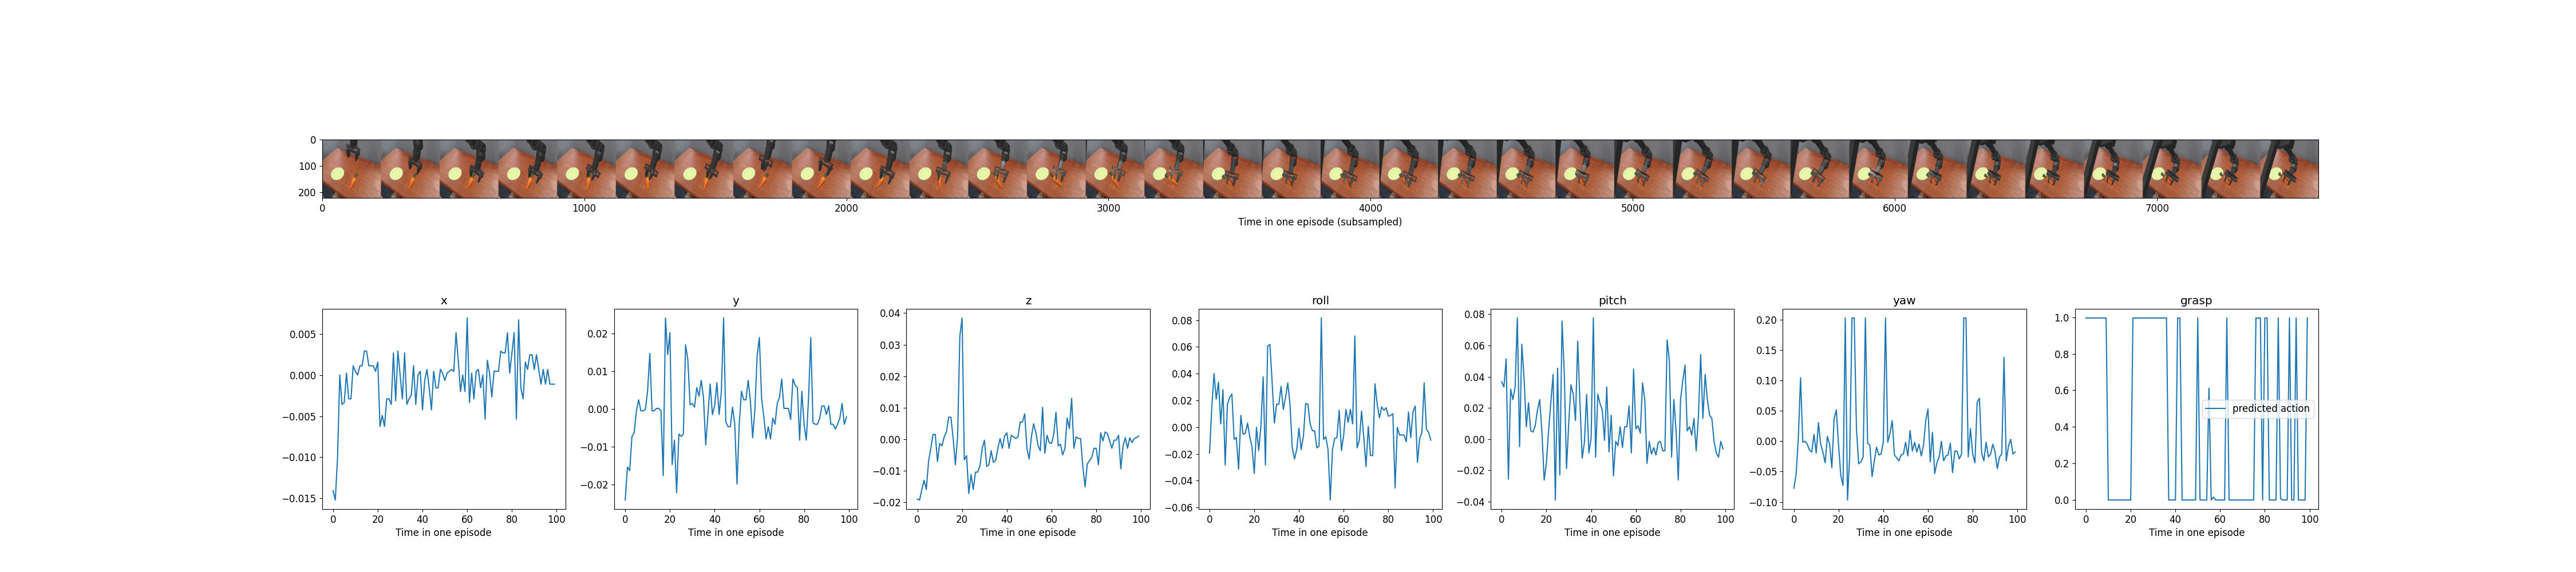 0
100
200
0 1000 2000 3000 4000 5000 6000 7000
Time in one episode (subsampled)
x y z roll pitch yaw grasp
0.005
0.000
−0.005
−0.010
−0.015
0 20 40 60 80 100
Time in one episode
0.02
0.01
0.00
−0.01
−0.02
0 20 40 60 80 100
Time in one episode
0.04
0.03
0.02
0.01
0.00
−0.01
−0.02
0 20 40 60 80 100
Time in one episode
0.08
0.06
0.04
0.02
0.00
−0.02
−0.04
−0.06
0 20 40 60 80 100
Time in one episode
0.08
0.06
0.04
0.02
0.00
−0.02
−0.04
0 20 40 60 80 100
Time in one episode
0.20
0.15
0.10
0.05
0.00
−0.05
−0.10
0 20 40 60 80 100
Time in one episode
1.0
0.8
0.6
0.4
0.2
0.0
predicted action
0 20 40 60 80 100
Time in one episode